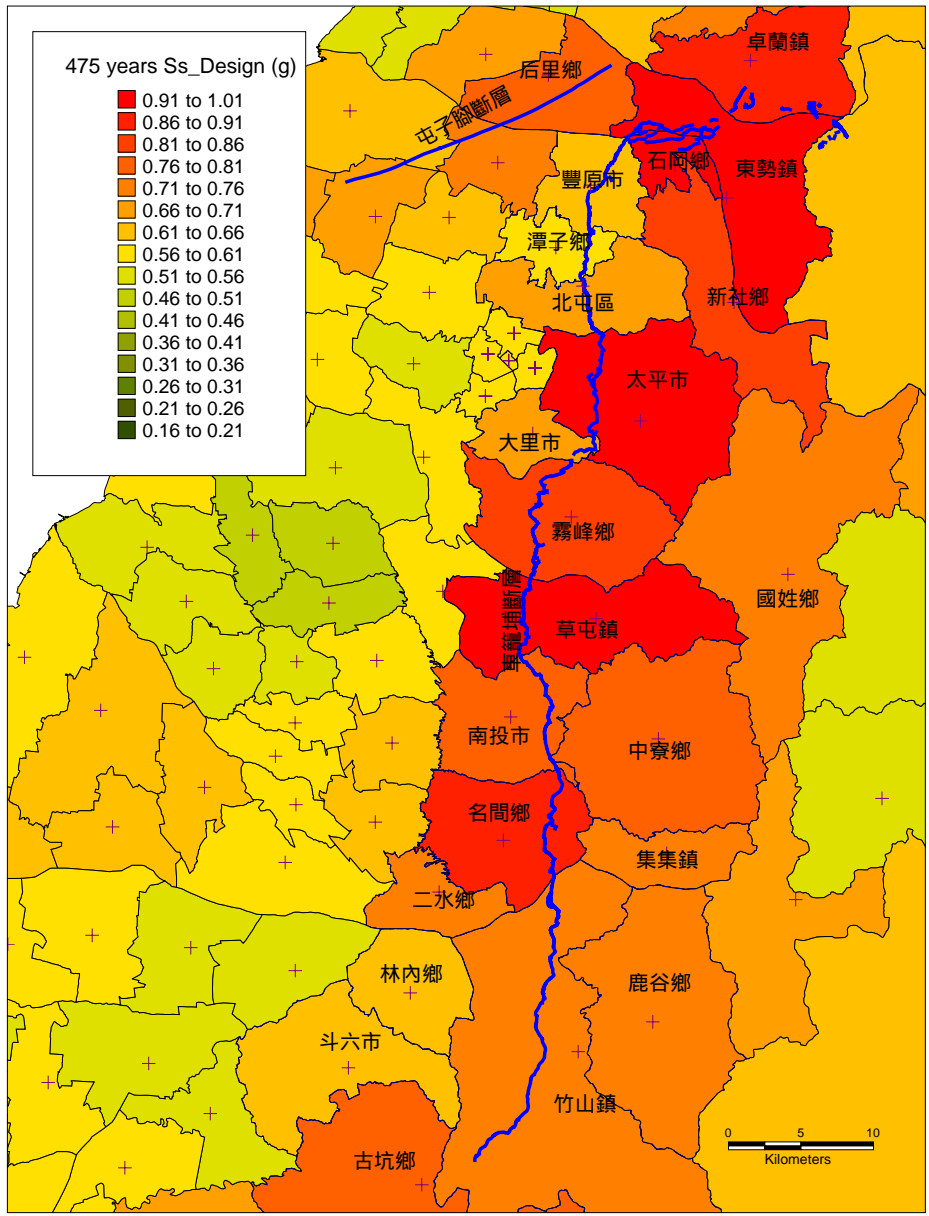 475 years Ss_Design (g)
0.91 to 1.01
0.86 to 0.91
0.81 to 0.86
0.76 to 0.81
0.71 to 0.76
0.66 to 0.71
0.61 to 0.66
0.56 to 0.61
0.51 to 0.56
0.46 to 0.51
0.41 to 0.46
0.36 to 0.41
0.31 to 0.36
0.26 to 0.31
0.21 to 0.26
0.16 to 0.21
卓蘭鎮
后里鄉
屯子腳斷層
石岡鄉
東勢鎮
豐原市
潭子鄉
北屯區
新社鄉
太平市
大里市
霧峰鄉
車籠埔斷層
國姓鄉
草屯鎮
南投市
中寮鄉
名間鄉
集集鎮
二水鄉
林內鄉
鹿谷鄉
斗六市
竹山鎮
古坑鄉
0 5 10
Kilometers